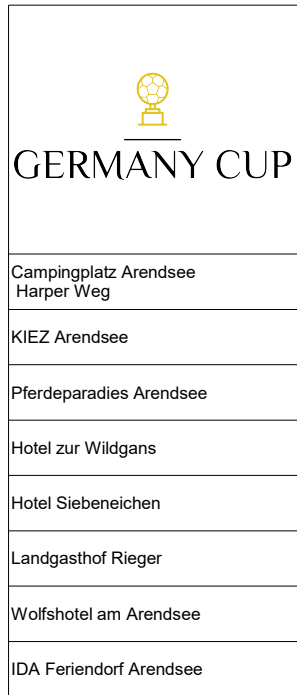 GERMANY CUP
Campingplatz Arendsee
Harper Weg
KIEZ Arendsee
Pferdeparadies Arendsee
Hotel zur Wildgans
Hotel Siebeneichen
Landgasthof Rieger
Wolfshotel am Arendsee
IDA Feriendorf Arendsee